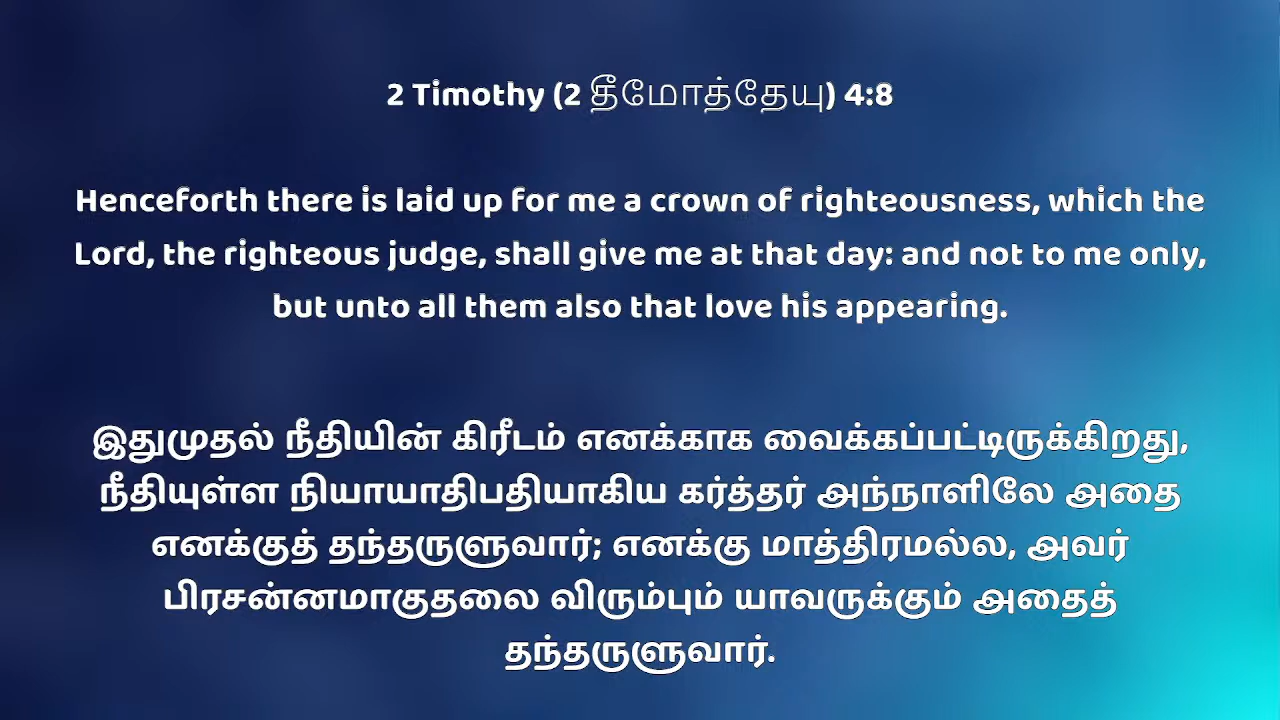 2 Timothy (2 தீமோத்தேயு) 4:8
Henceforth there is laid up for me a crown of righteousness, which the
Lord, the righteous judge, shall give me at that day: and not to me only,
but unto all them also that love his appearing.
இதுமுதல் நீதியின் கிரீடம் எனக்காக வைக்கப்பட்டிருக்கிறது,
நீதியுள்ள நியாயாதிபதியாகிய கர்த்தர் அந்நாளிலே அதை
எனக்குத் தந்தருளுவார்; எனக்கு மாத்திரமல்ல, அவர்
பிரசன்னமாகுதலை விரும்பும் யாவருக்கும் அதைத்
தந்தருளுவார்.